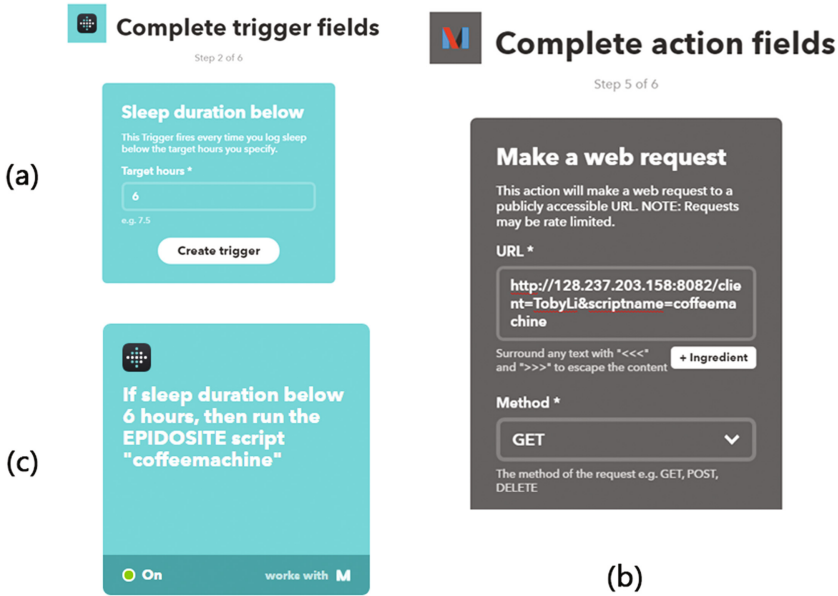 Complete trigger fields
Step 2 of 6
(a)
Sleep duration below
This Trigger fires every time you log sleep
below the target hours you specify.
Target hours *
6
e.g. 7.5
Create trigger
(c)
If sleep duration below
6 hours, then run the
EPIDOSITE script
"coffeemachine"
On
works with
Complete action fields
Step 5 of 6
Make a web request
This action will make a web request to a
publicly accessible URL. NOTE: Requests
may be rate limited.
URL *
http://128.237.203.158:8082/clie
nt=TobyLi&scriptname=coffeema
chine
Surround any text with "<<<"
and ">>>" to escape the content
+ Ingredient
Method *
GET
The method of the request e.g. GET, POST,
DELETE
(b)